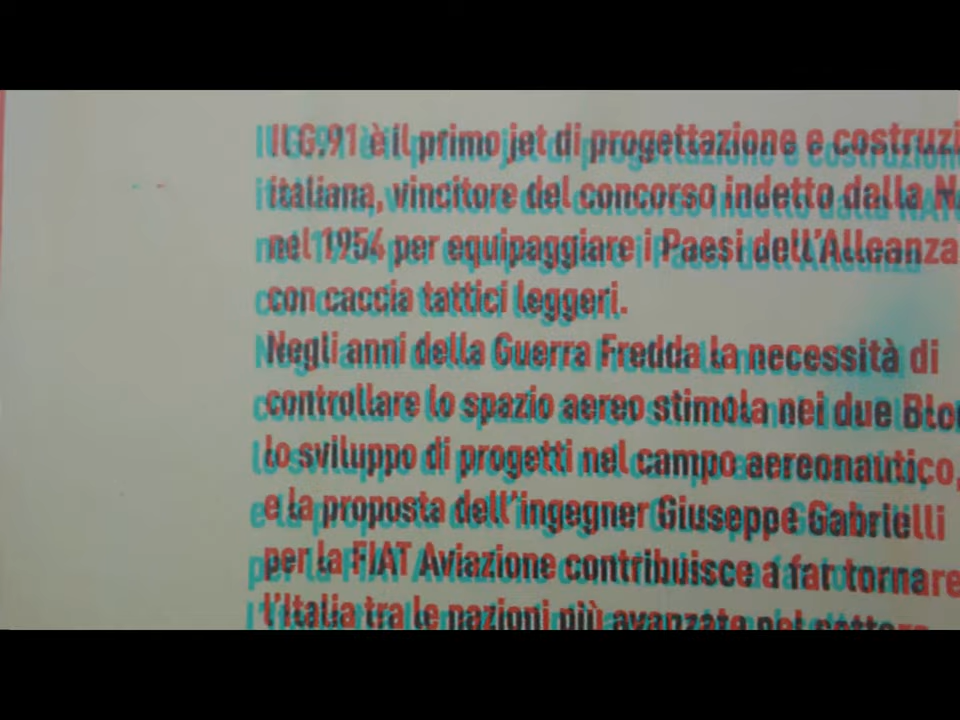 Il G.91 è il primo jet di progettazione e costruzione
italiana, vincitore del concorso indetto dalla NATO
nel 1954 per equipaggiare i Paesi dell'Alleanza
con caccia tattici leggeri.
Negli anni della Guerra Fredda la necessità di
controllare lo spazio aereo stimola nei due
lo sviluppo di progetti nel campo aereonautico,
e la proposta dell'ingegner Giuseppe Gabrielli
per la FIAT Aviazione contribuisce a far tornare
l'Italia tra le nazioni più avanzate nel settore